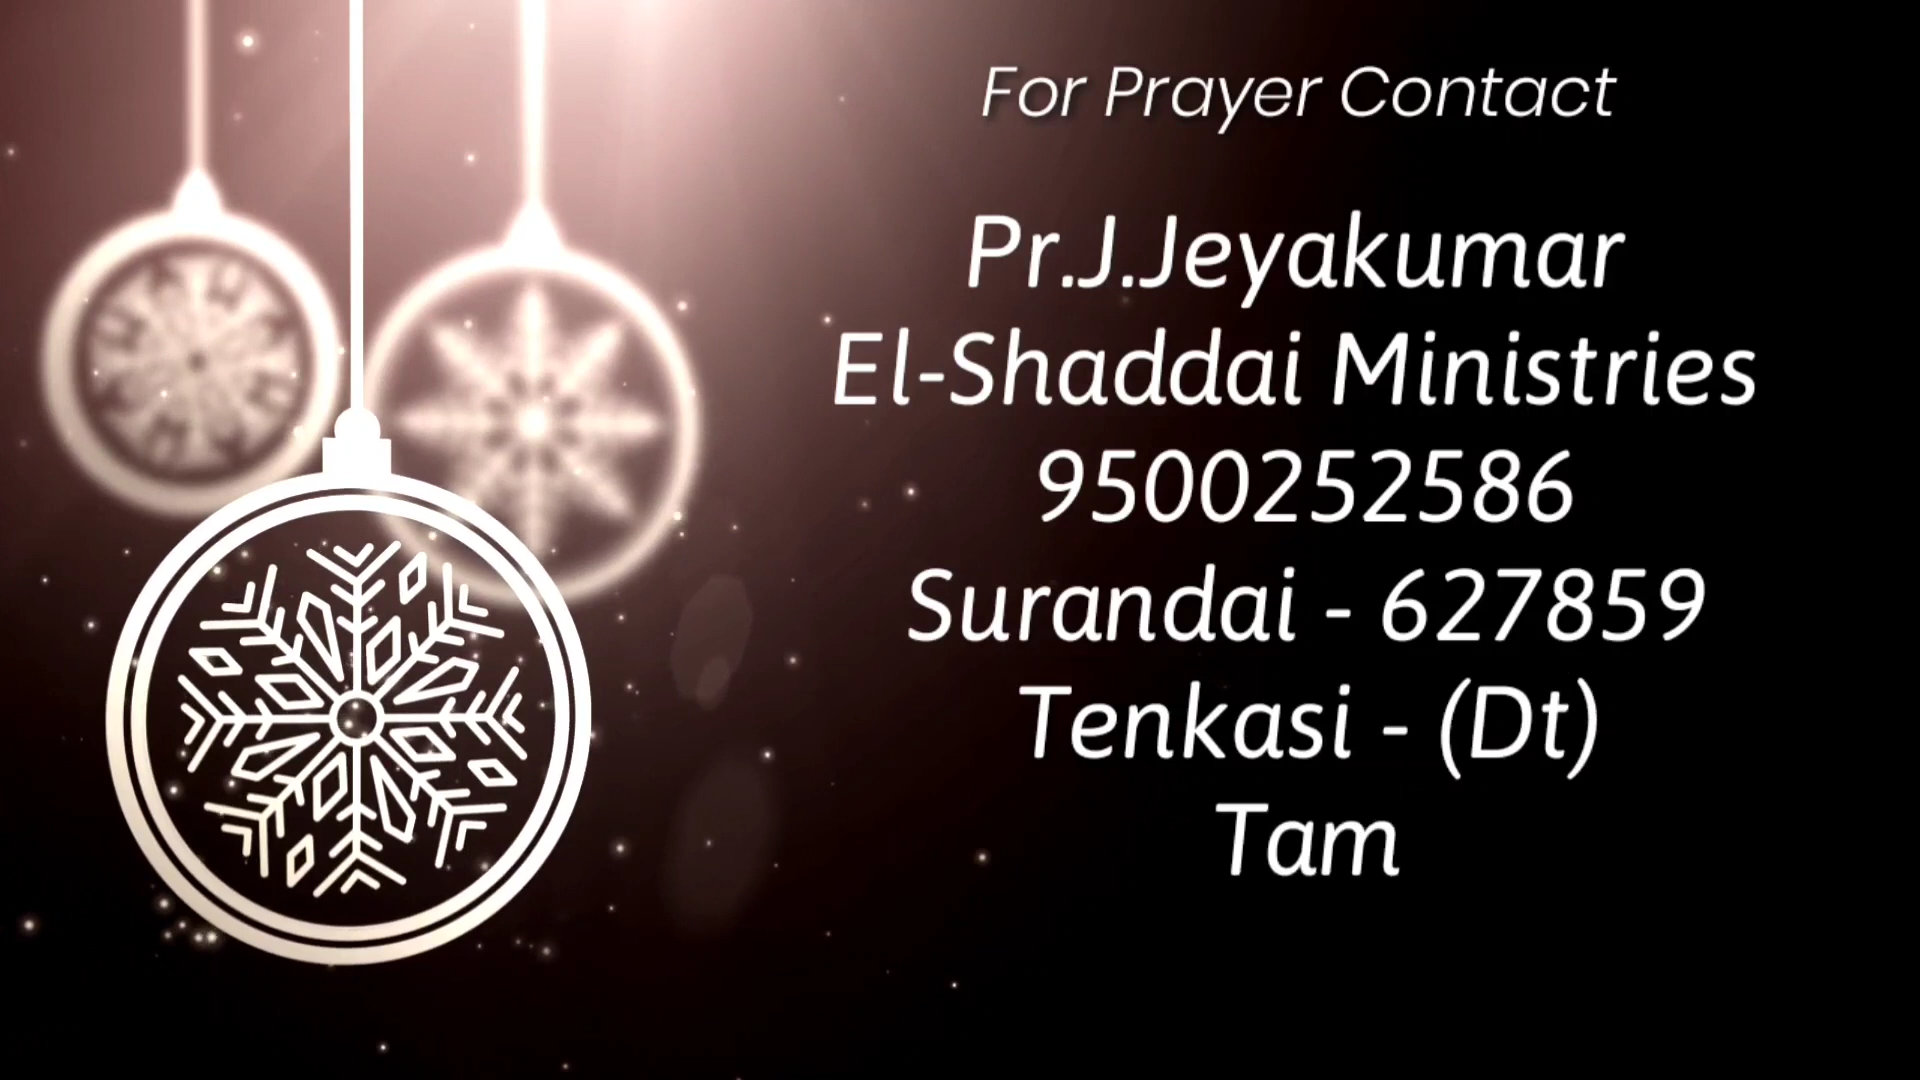 For Prayer Contact
Pr.J.Jeyakumar
El-Shaddai Ministries
9500252586
Surandai - 627859
Tenkasi - (Dt)
Tam